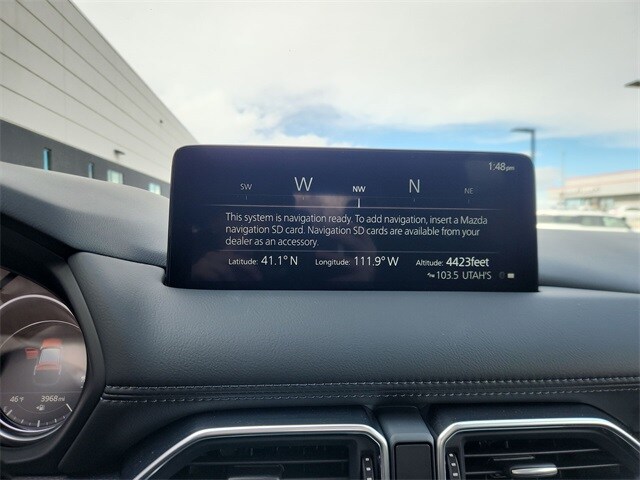 1:48pm
SW W NW N NE
This system is navigation ready. To add navigation, insert a Mazda
navigation SD card. Navigation SD cards are available from your
dealer as an accessory.
Latitude: 41.1° N Longitude: 111.9° W Altitude: 4423feet
103.5 UTAH'S
46°F 3968mi